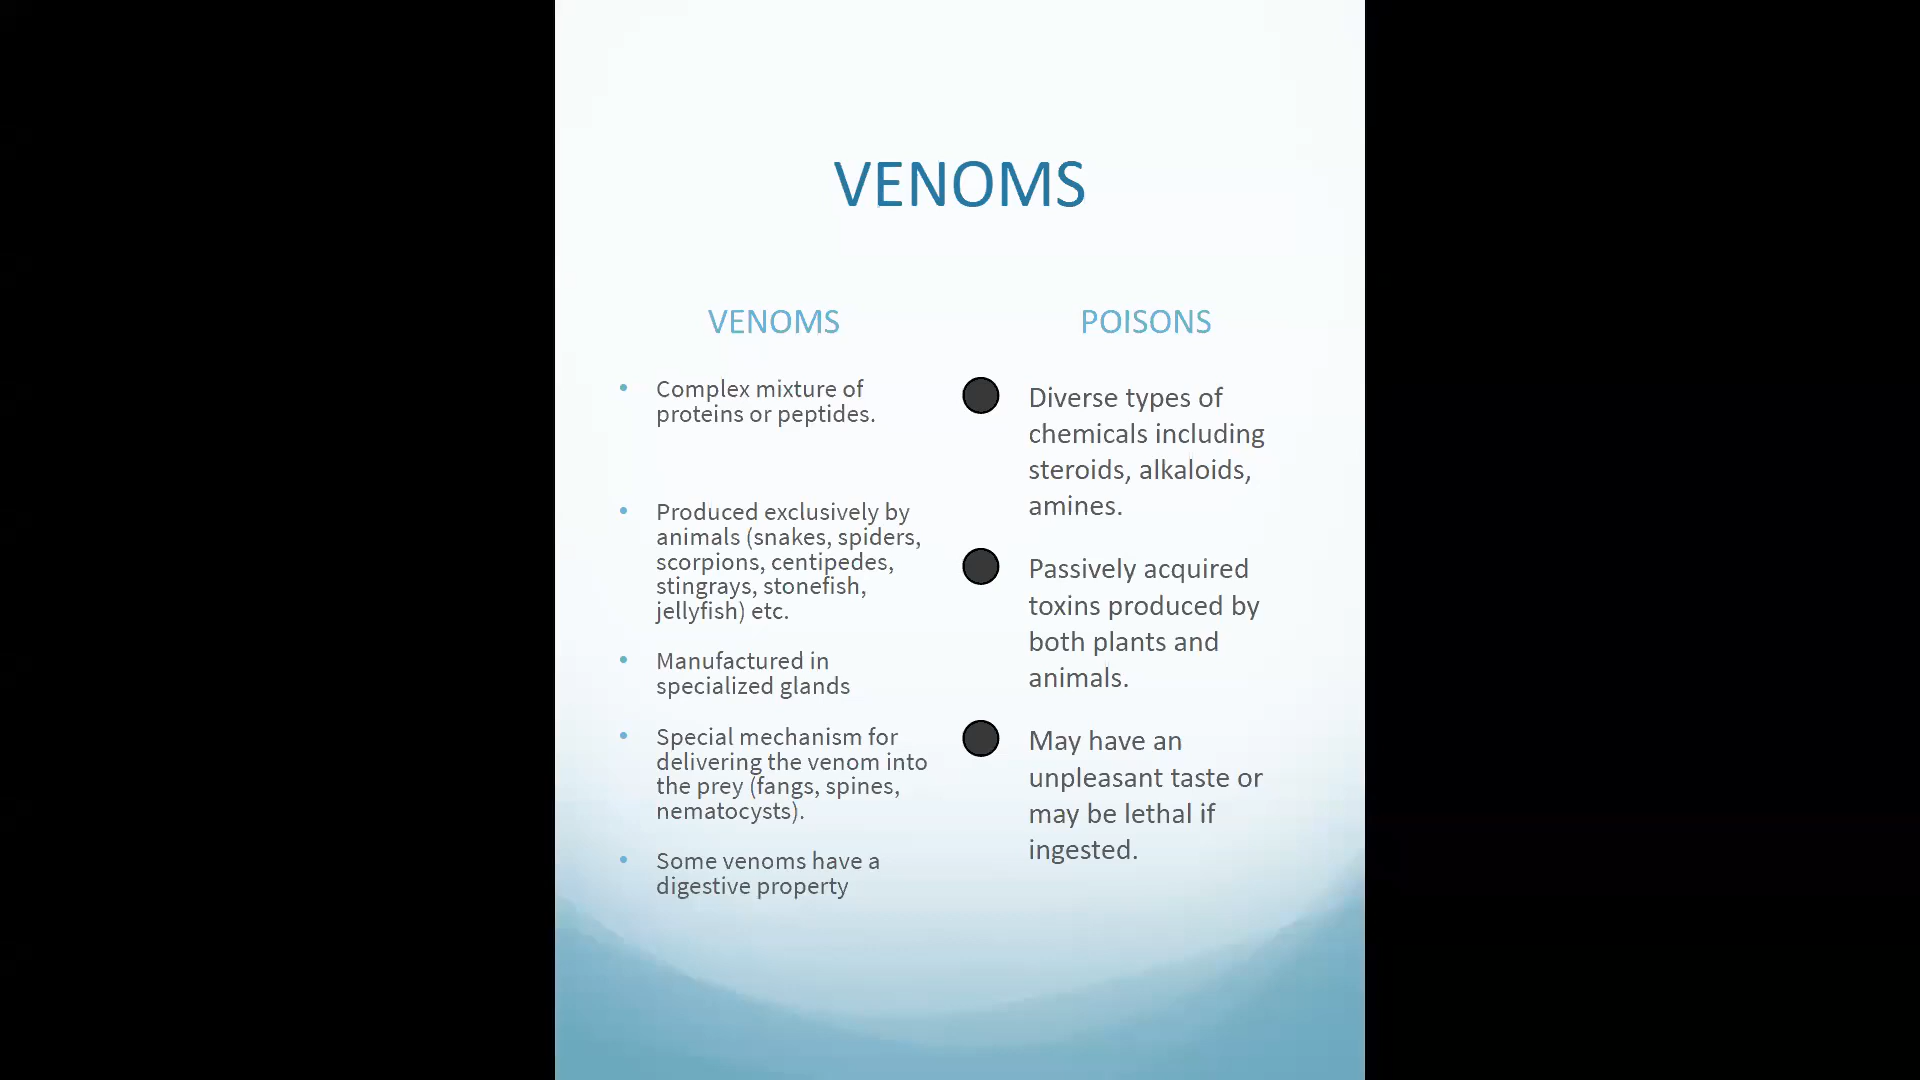 VENOMS
VENOMS
• Complex mixture of
proteins or peptides.
• Produced exclusively by
animals (snakes, spiders,
scorpions, centipedes,
stingrays, stonefish,
jellyfish) etc.
• Manufactured in
specialized glands
• Special mechanism for
delivering the venom into
the prey (fangs, spines,
nematocysts).
• Some venoms have a
digestive property
POISONS
Diverse types of
chemicals including
steroids, alkaloids,
amines.
Passively acquired
toxins produced by
both plants and
animals.
May have an
unpleasant taste or
may be lethal if
ingested.